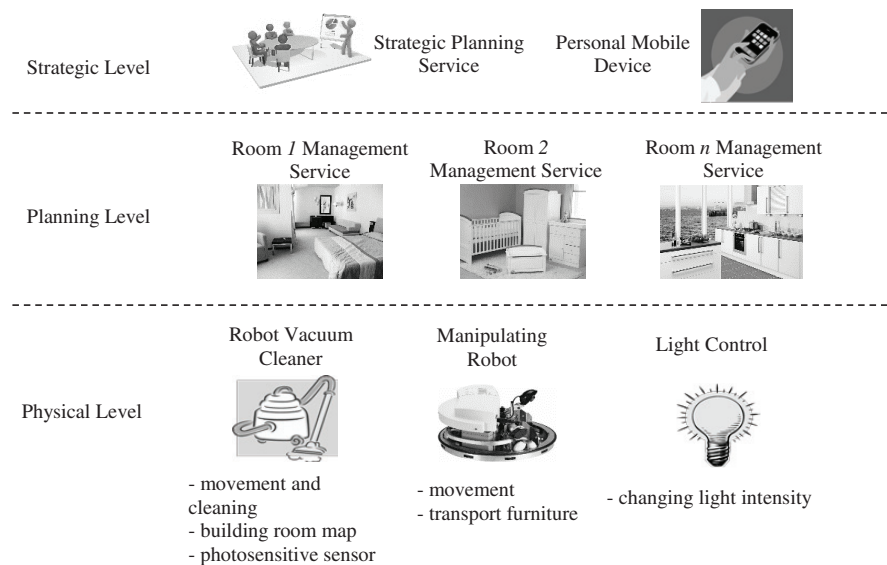 Strategic Level
Strategic Planning
Service
Personal Mobile
Device
Planning Level
Room 1 Management
Service
Room 2
Management Service
Room n Management
Service
Physical Level
Robot Vacuum
Cleaner
Manipulating
Robot
Light Control
- movement and
cleaning
- building room map
- photosensitive sensor
- movement
- transport furniture
- changing light intensity